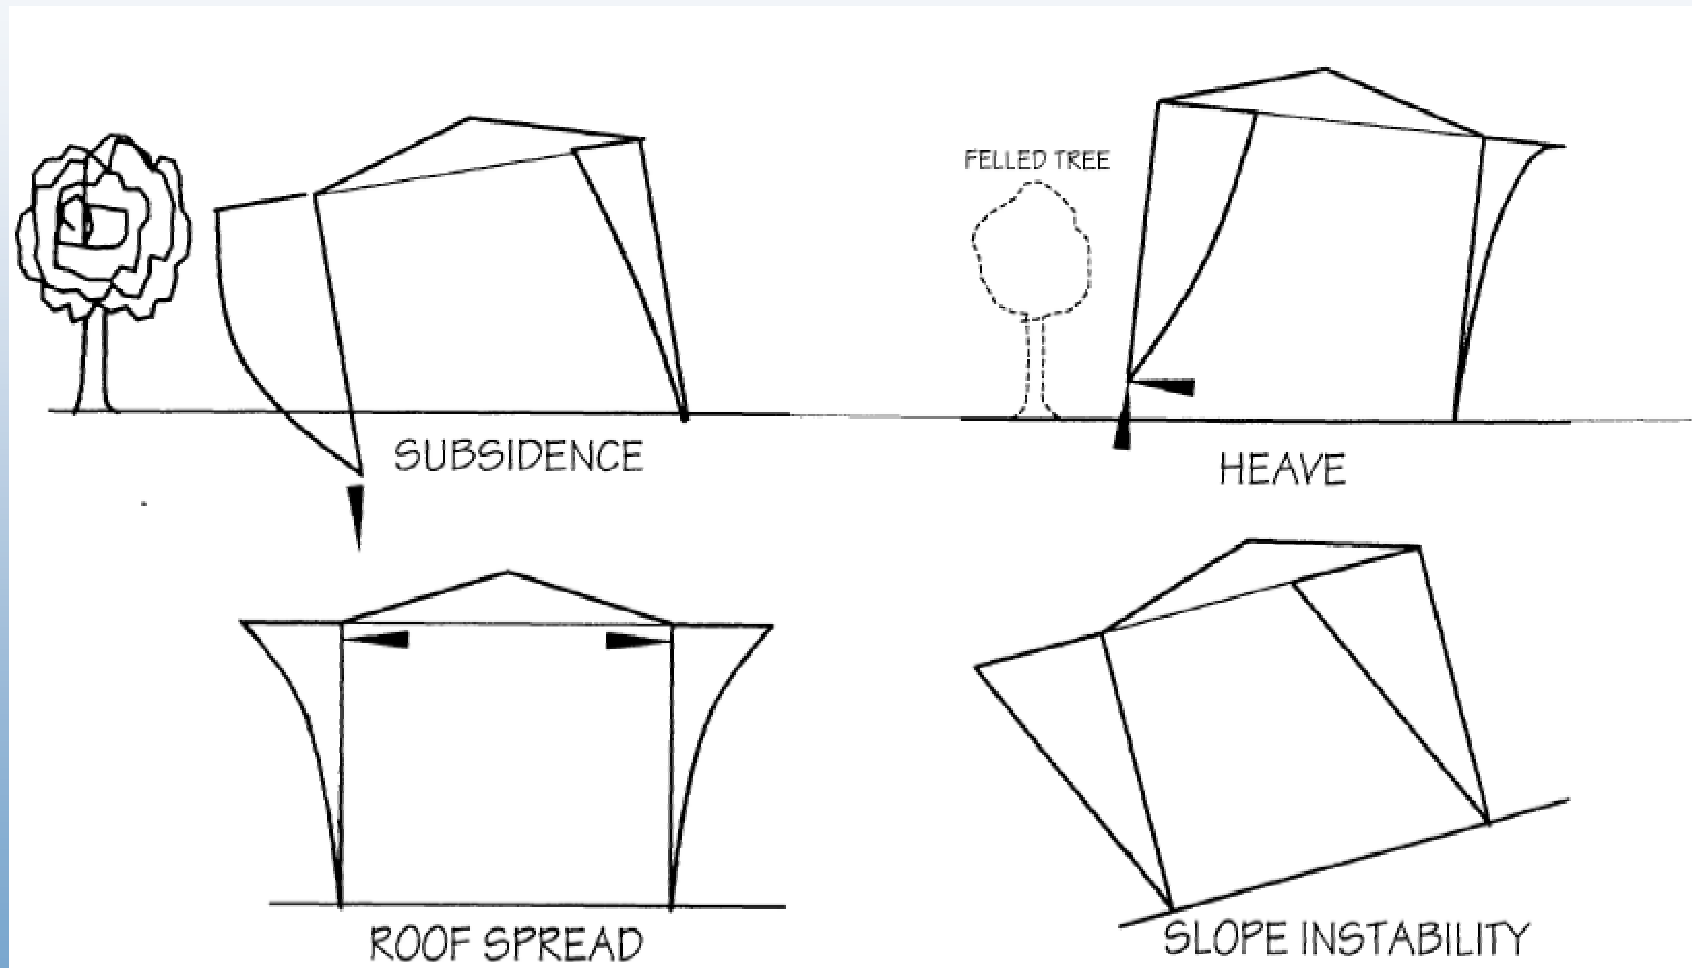 FELLED TREE
SUBSIDENCE
HEAVE
ROOF SPREAD
SLOPE INSTABILITY